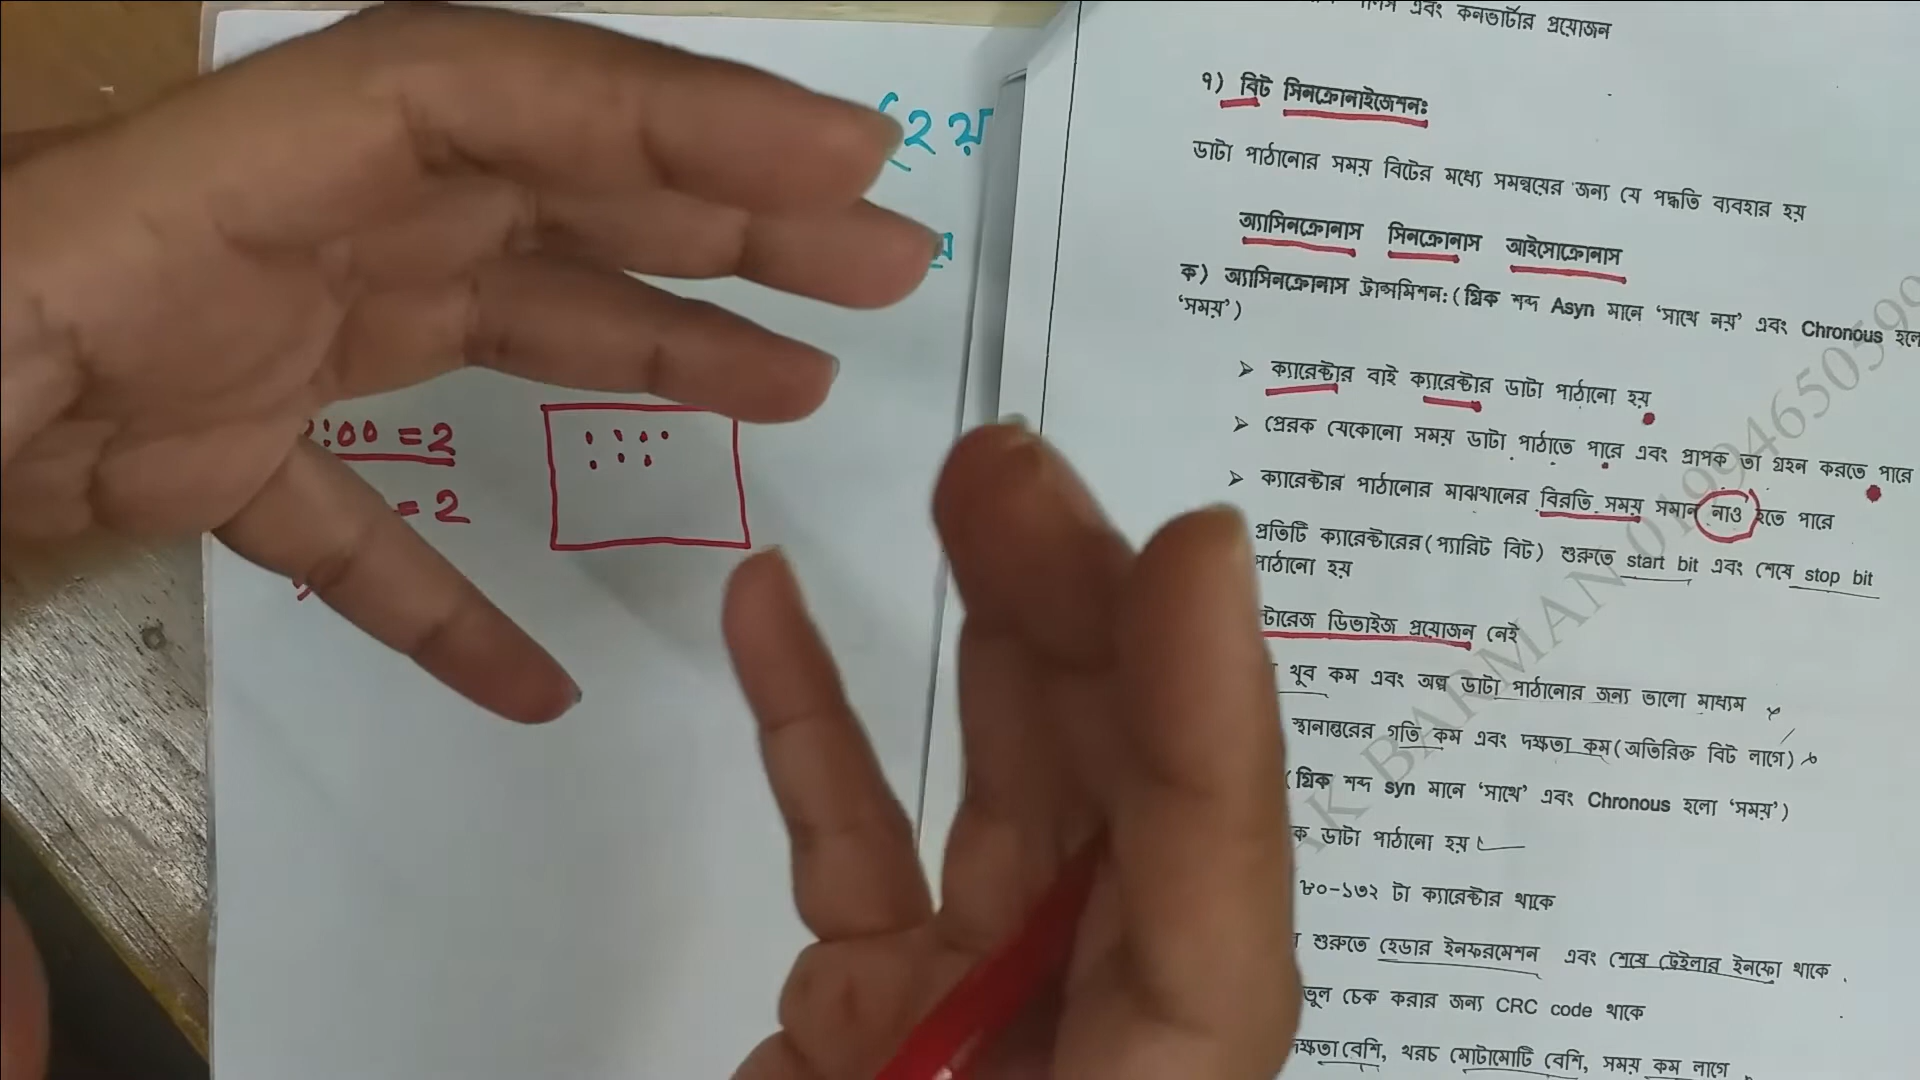 হয়
:00 = 2
= 2
এবং কনভার্টার প্রয়োজন
৭) বিট সিনক্রোনাইজেশনঃ
ডাটা পাঠানোর সময় বিটের মধ্যে সমন্বয়ের জন্য যে পদ্ধতি ব্যবহার হয়
অ্যাসিনক্রোনাস সিনক্রোনাস আইসোক্রোনাস
ক) অ্যাসিনক্রোনাস ট্রান্সমিশন:(গ্রিক শব্দ Asyn মানে ‘সাথে নয়’ এবং Chronous হলো
‘সময়’)
➢ ক্যারেক্টার বাই ক্যারেক্টার ডাটা পাঠানো হয়
➢ প্রেরক যেকোনো সময় ডাটা পাঠাতে পারে এবং প্রাপক তা গ্রহন করতে পারে
➢ ক্যারেক্টার পাঠানোর মাঝখানের বিরতি সময় সমান নাও হতে পারে
প্রতিটি ক্যারেক্টারের(প্যারিট বিট) শুরুতে start bit এবং শেষে stop bit
পাঠানো হয়
ডিভাইজ প্রয়োজন নেই
খুব কম এবং অল্প ডাটা পাঠানোর জন্য ভালো মাধ্যম
স্থানান্তরের গতি কম এবং দক্ষতা কম(অতিরিক্ত বিট লাগে)
(গ্রিক শব্দ syn মানে ‘সাথে’ এবং Chronous হলো ‘সময়’)
ডাটা পাঠানো হয়
৮০-১৩২ টা ক্যারেক্টার থাকে
শুরুতে হেডার ইনফরমেশন এবং শেষে টেইলার ইনফো থাকে
ভুল চেক করার জন্য CRC code থাকে
দক্ষতা বেশি, খরচ মোটামোটি বেশি, সময় কম লাগে
BARMAN 0199465059